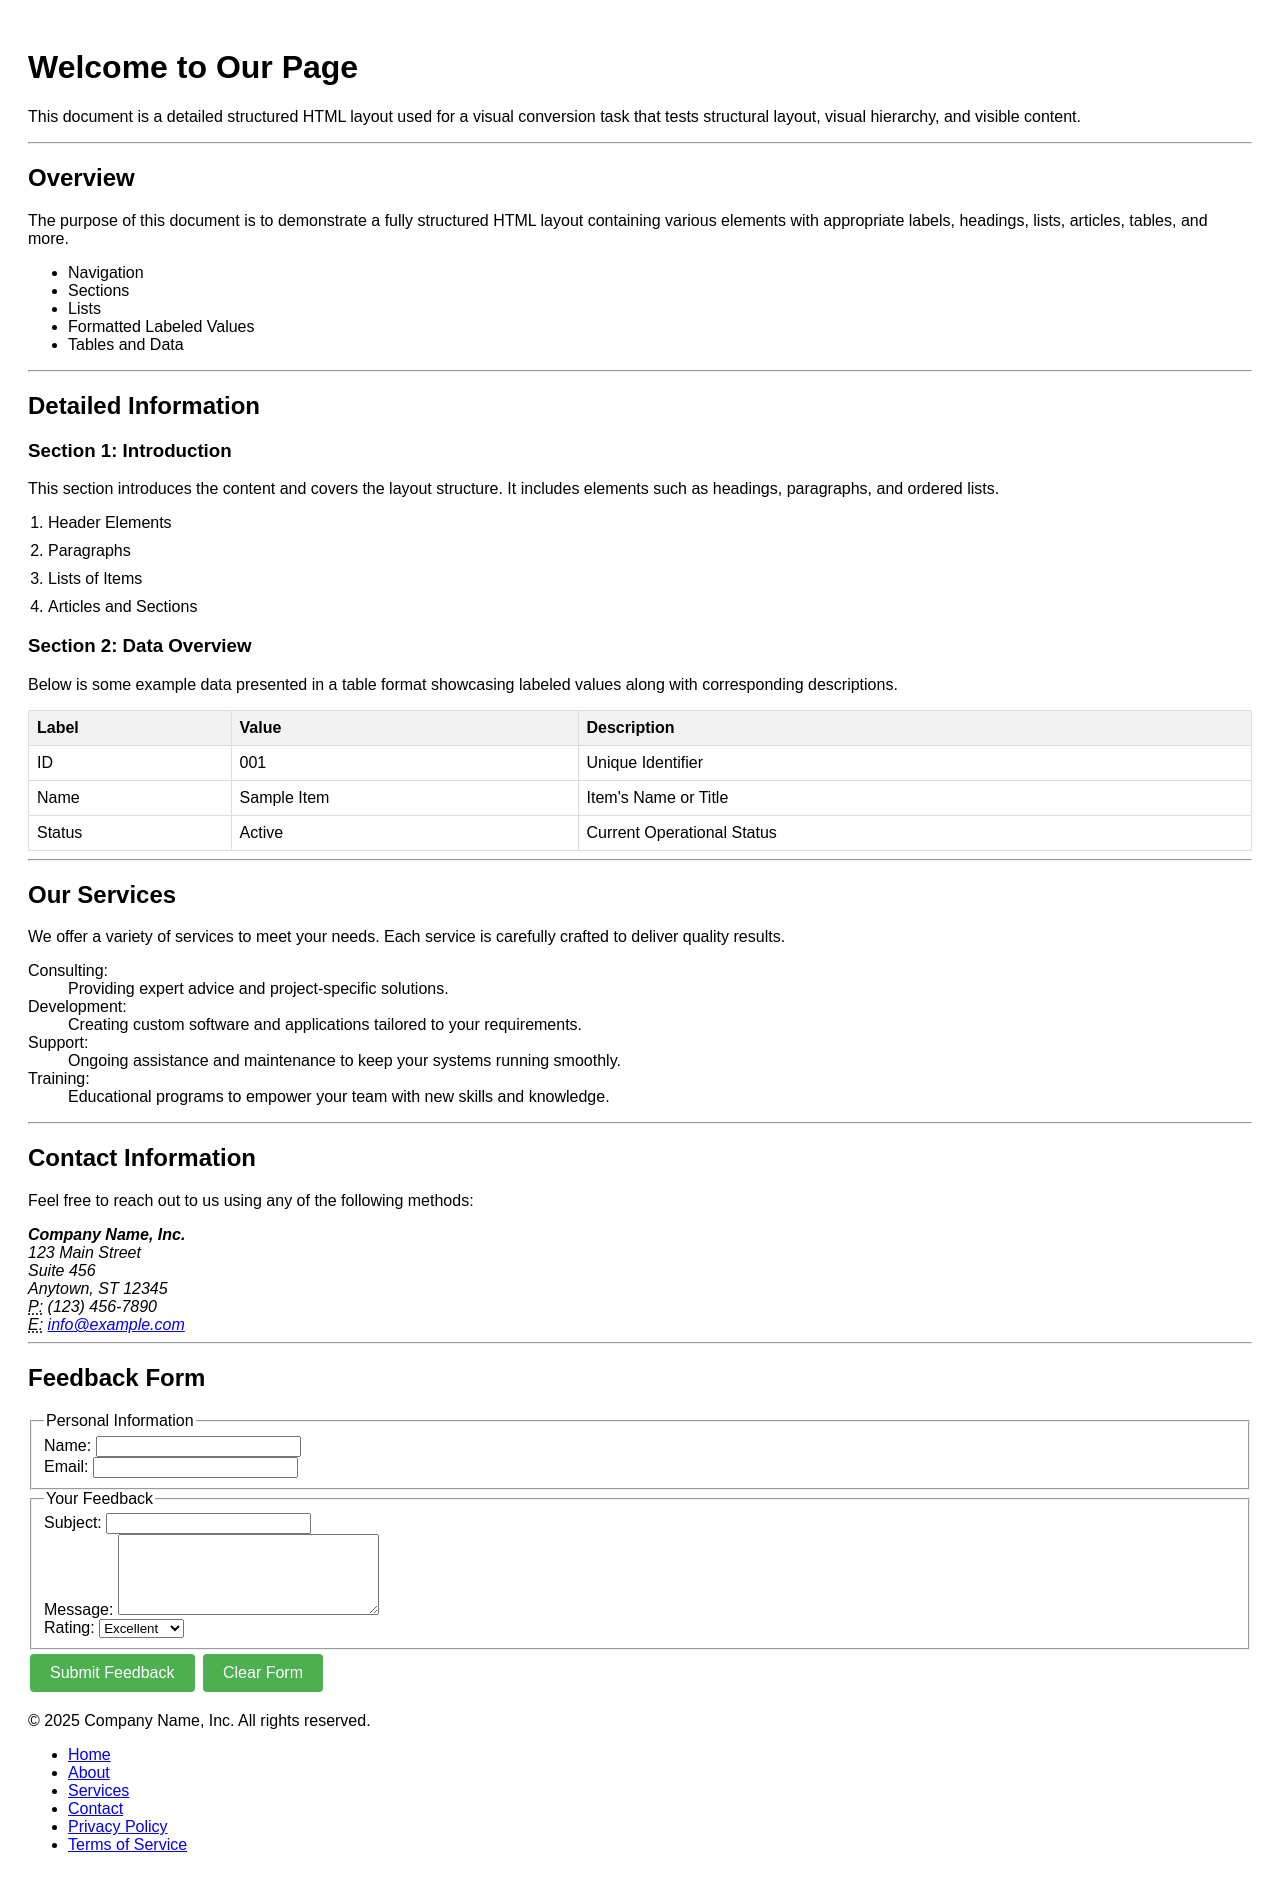 Welcome to Our Page
This document is a detailed structured HTML layout used for a visual conversion task that tests structural layout, visual hierarchy, and visible content.
Overview
The purpose of this document is to demonstrate a fully structured HTML layout containing various elements with appropriate labels, headings, lists, articles, tables, and
more.
• Navigation
• Sections
• Lists
• Formatted Labeled Values
• Tables and Data
Detailed Information
Section 1: Introduction
This section introduces the content and covers the layout structure. It includes elements such as headings, paragraphs, and ordered lists.
1. Header Elements
2. Paragraphs
3. Lists of Items
4. Articles and Sections
Section 2: Data Overview
Below is some example data presented in a table format showcasing labeled values along with corresponding descriptions.
Label Value Description
ID 001 Unique Identifier
Name Sample Item Item's Name or Title
Status Active Current Operational Status
Our Services
We offer a variety of services to meet your needs. Each service is carefully crafted to deliver quality results.
Consulting:
Providing expert advice and project-specific solutions.
Development:
Creating custom software and applications tailored to your requirements.
Support:
Ongoing assistance and maintenance to keep your systems running smoothly.
Training:
Educational programs to empower your team with new skills and knowledge.
Contact Information
Feel free to reach out to us using any of the following methods:
Company Name, Inc.
123 Main Street
Suite 456
Anytown, ST 12345
P: (123) 456-7890
E: info@example.com
Feedback Form
Personal Information
Name:
Email:
Your Feedback
Subject:
Message:
Rating: Excellent
Submit Feedback Clear Form
© 2025 Company Name, Inc. All rights reserved.
• Home
• About
• Services
• Contact
• Privacy Policy
• Terms of Service